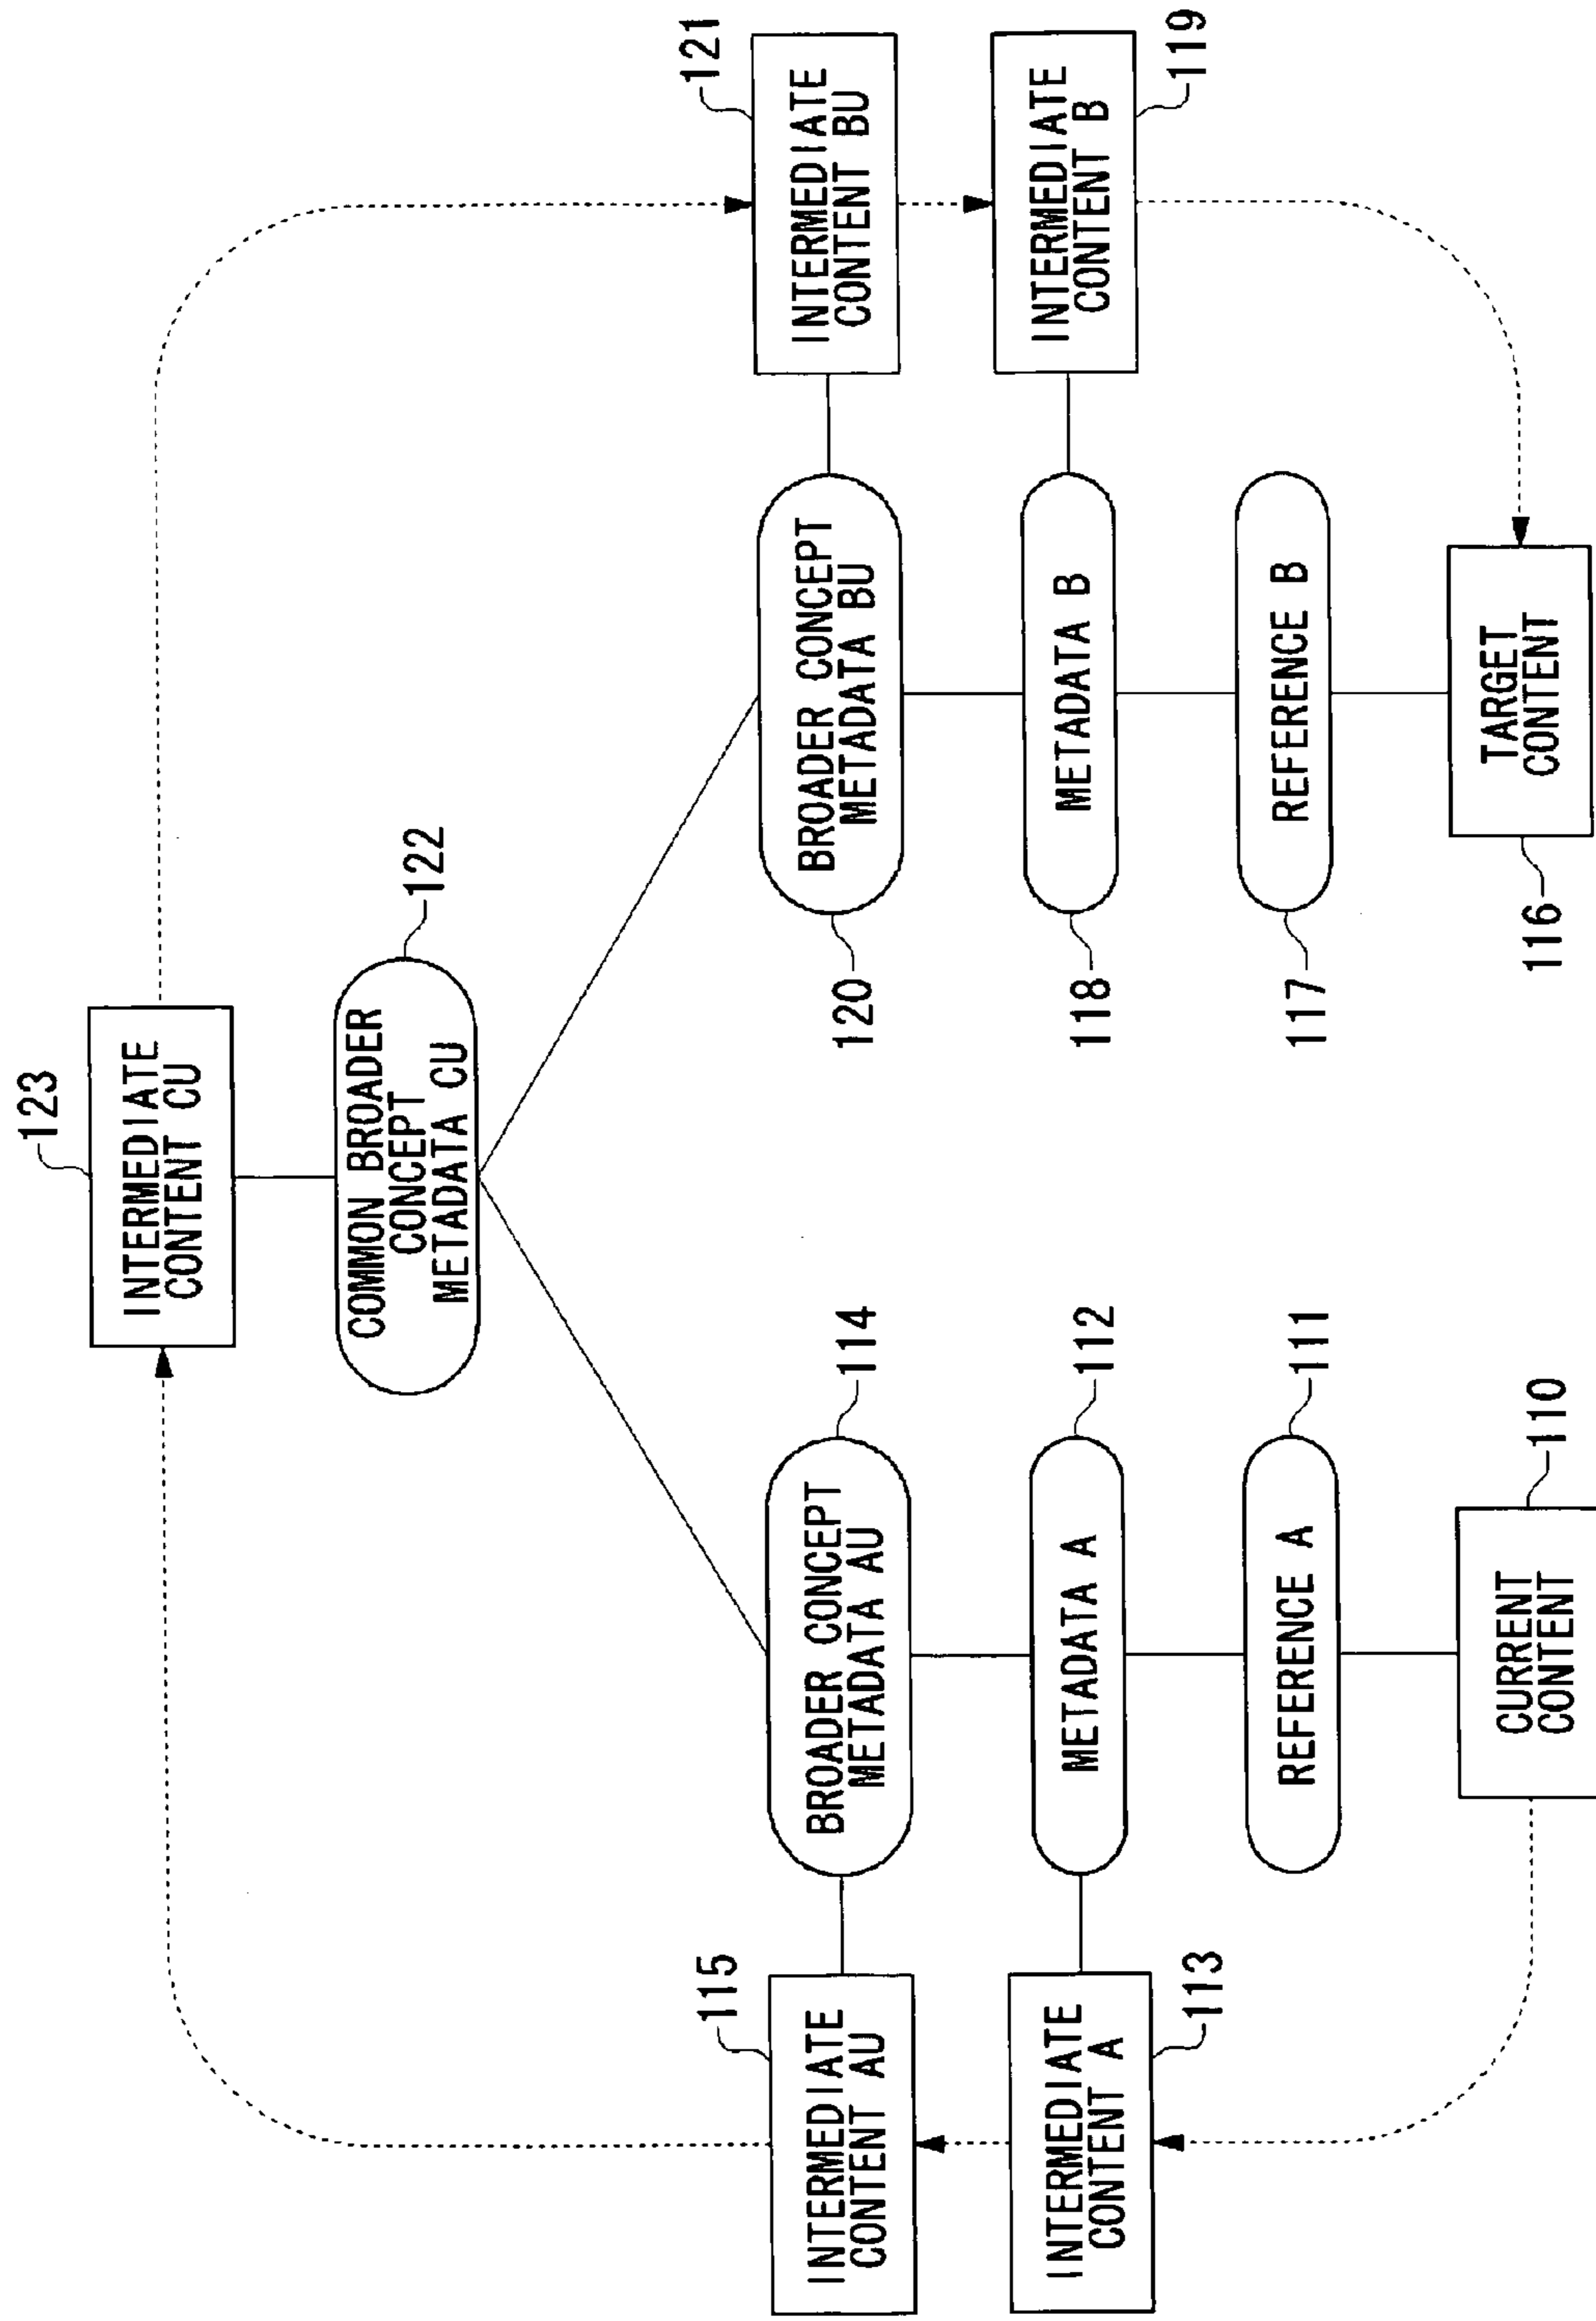 123
INTERMEDIATE
CONTENT CU
COMMON BROADER
CONCEPT
METADATA CU
122
115
INTERMEDIATE
CONTENT AU
BROADER CONCEPT
METADATA AU
114
120
BROADER CONCEPT
METADATA BU
121
INTERMEDIATE
CONTENT BU
INTERMEDIATE
CONTENT A
113
METADATA A
112
118
METADATA B
INTERMEDIATE
CONTENT B
119
REFERENCE A
111
117
REFERENCE B
CURRENT
CONTENT
110
116
TARGET
CONTENT